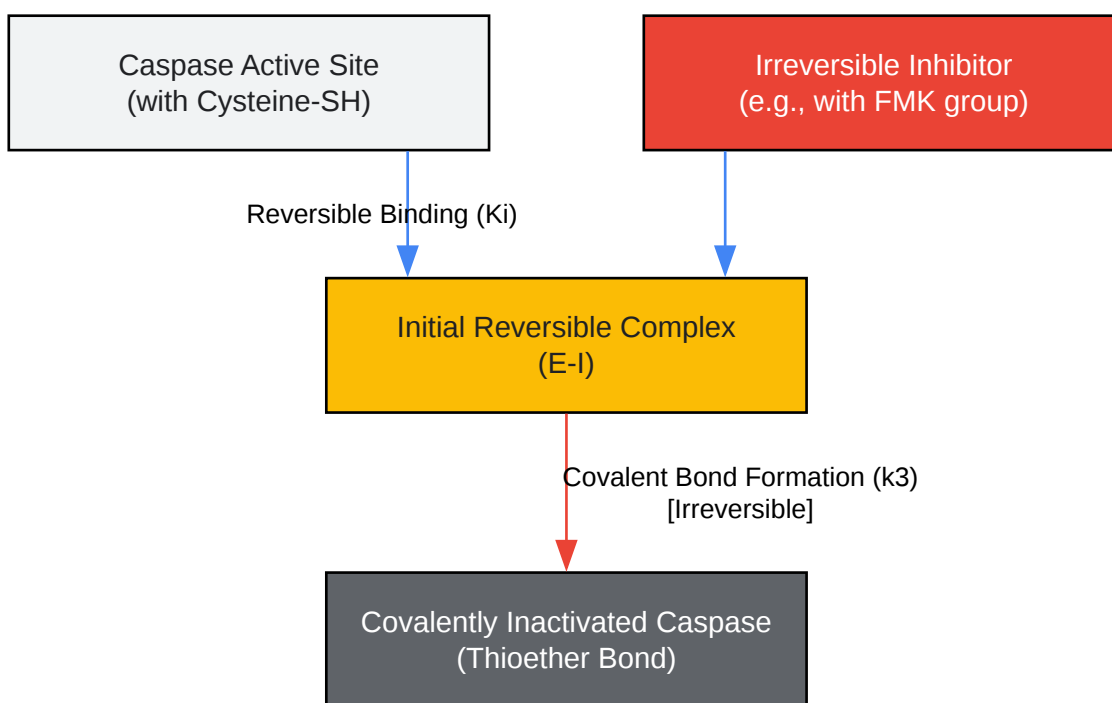 Caspase Active Site
(with Cysteine-SH)
Irreversible Inhibitor
(e.g., with FMK group)
Reversible Binding (Ki)
Initial Reversible Complex
(E-I)
Covalent Bond Formation (k3)
[Irreversible]
Covalently Inactivated Caspase
(Thioether Bond)